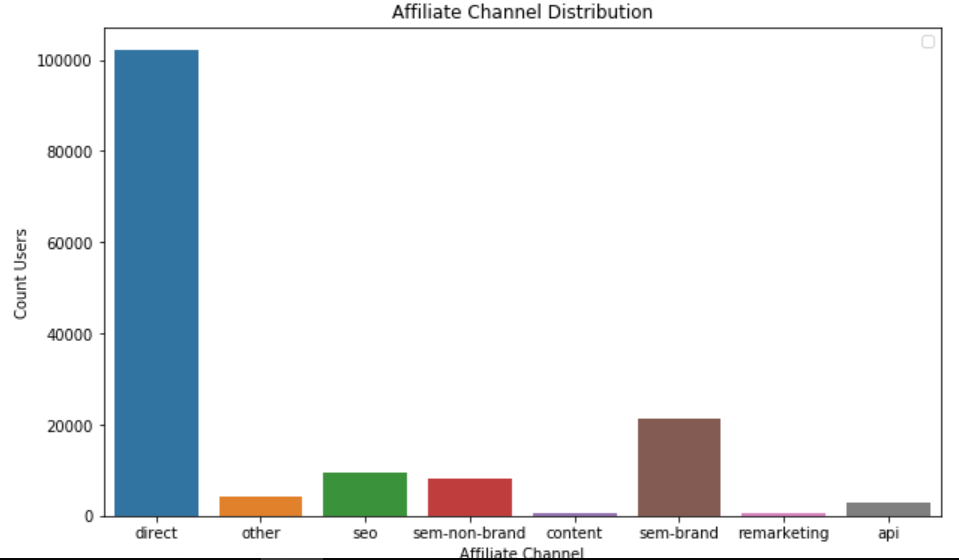 Affiliate Channel Distribution
100000
80000
60000
40000
20000
0
Count Users
direct other seo sem-non-brand content sem-brand remarketing api
Affiliate Channel